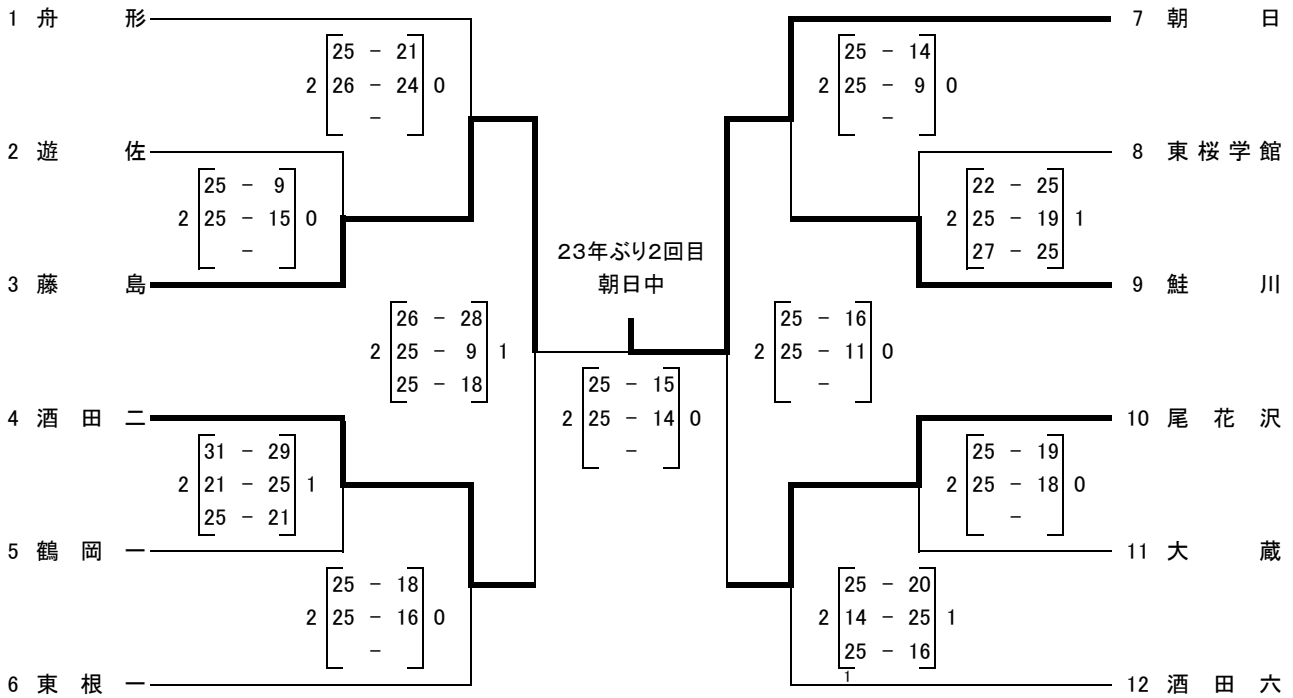 1 舟形
25 - 21
2 26 - 24 0
-
2 遊佐
25 - 9
2 25 - 15 0
-
3 藤島
26 - 28
2 25 - 9 1
25 - 18
4 酒田二
31 - 29
2 21 - 25 1
25 - 21
5 鶴岡一
25 - 18
2 25 - 16 0
-
6 東根一
23年ぶり2回目
朝日中
25 - 15
2 25 - 14 0
-
7 朝日
25 - 14
2 25 - 9 0
-
8 東桜学館
22 - 25
2 25 - 19 1
27 - 25
9 鮭川
25 - 16
2 25 - 11 0
-
10 尾花沢
25 - 19
2 25 - 18 0
-
11 大蔵
25 - 20
2 14 - 25 1
25 - 16
1
12 酒田六